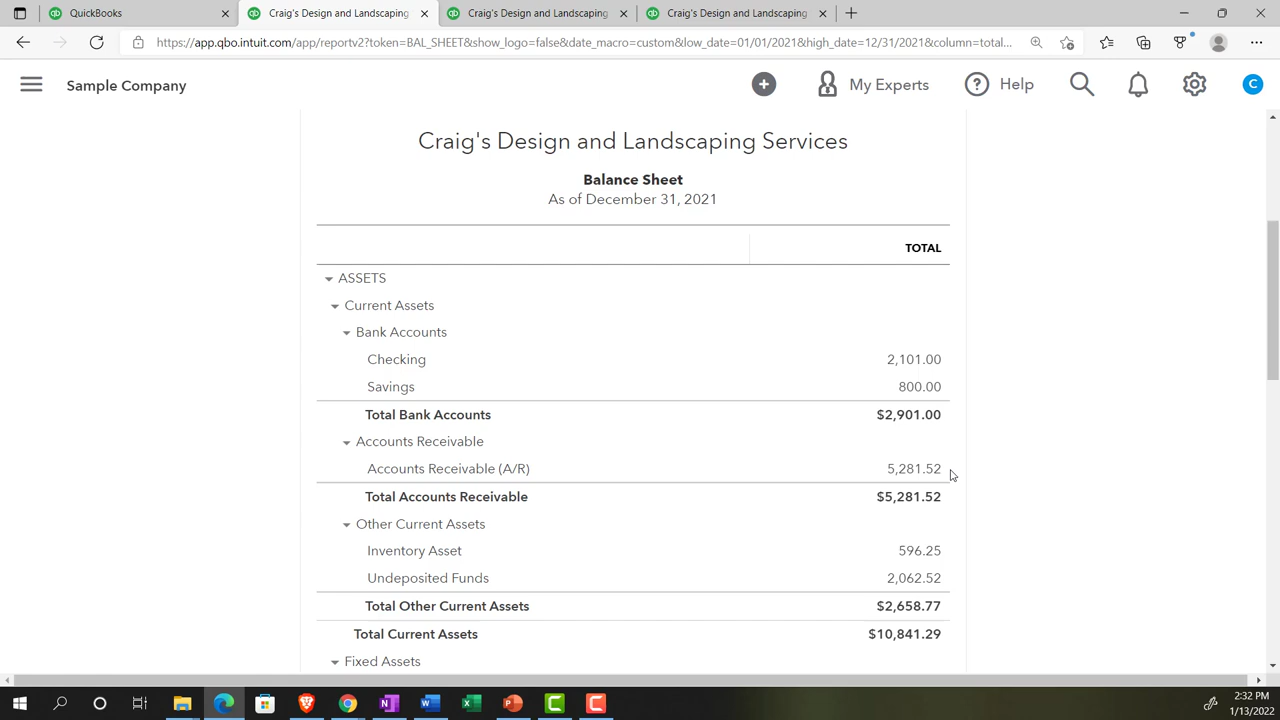 QuickBooks
Craig's Design and Landscaping
Craig's Design and Landscaping
Craig's Design and Landscaping
https://app.qbo.intuit.com/app/reportv2?token=BAL_SHEET&show_logo=false&date_macro=custom&low_date=01/01/2021&high_date=12/31/2021&column=total...
Sample Company
My Experts
Help
C
Craig's Design and Landscaping Services
Balance Sheet
As of December 31, 2021
TOTAL
ASSETS
Current Assets
Bank Accounts
Checking 2,101.00
Savings 800.00
Total Bank Accounts $2,901.00
Accounts Receivable
Accounts Receivable (A/R) 5,281.52
Total Accounts Receivable $5,281.52
Other Current Assets
Inventory Asset 596.25
Undeposited Funds 2,062.52
Total Other Current Assets $2,658.77
Total Current Assets $10,841.29
Fixed Assets
2:32 PM
1/13/2022